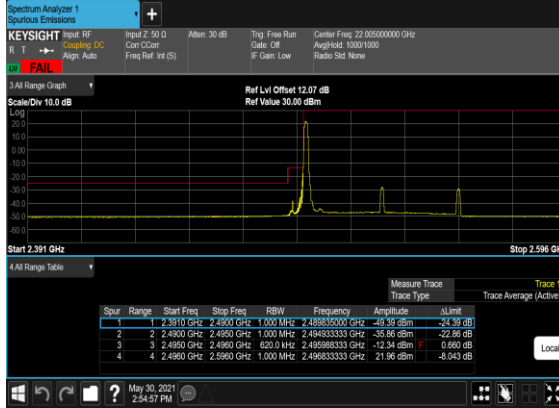 Spectrum Analyzer 1
Spurious Emissions
+
KEYSIGHT Input: RF Input Z: 50 Ω Atten: 30 dB Trig: Free Run Center Freq: 22.005000000 GHz
R T Coupling: DC Corr CCorr Gate: Off Avg|Hold: 1000/1000
Align: Auto Freq Ref: Int (S) IF Gain: Low Radio Std: None
FAIL
3 All Range Graph
Ref Lvl Offset 12.07 dB
Scale/Div 10.0 dB Ref Value 30.00 dBm
Log
20.0
10.0
0.00
-10.0
-20.0
-30.0
-40.0
-50.0
-60.0
Start 2.391 GHz Stop 2.596 GH
4 All Range Table
Measure Trace Trace 1
Trace Type Trace Average (Active
Spur Range Start Freq Stop Freq RBW Frequency Amplitude ΔLimit
1 1 2.3910 GHz 2.4900 GHz 1.000 MHz 2.489835000 GHz -49.39 dBm -24.39 dB
2 2 2.4900 GHz 2.4950 GHz 1.000 MHz 2.494933333 GHz -35.86 dBm -22.86 dB
3 3 2.4950 GHz 2.4960 GHz 620.0 kHz 2.495988333 GHz -12.34 dBm F 0.660 dB
4 4 2.4960 GHz 2.5960 GHz 1.000 MHz 2.496833333 GHz 21.96 dBm -8.043 dB
Local
?
May 30, 2021
2:54:57 PM